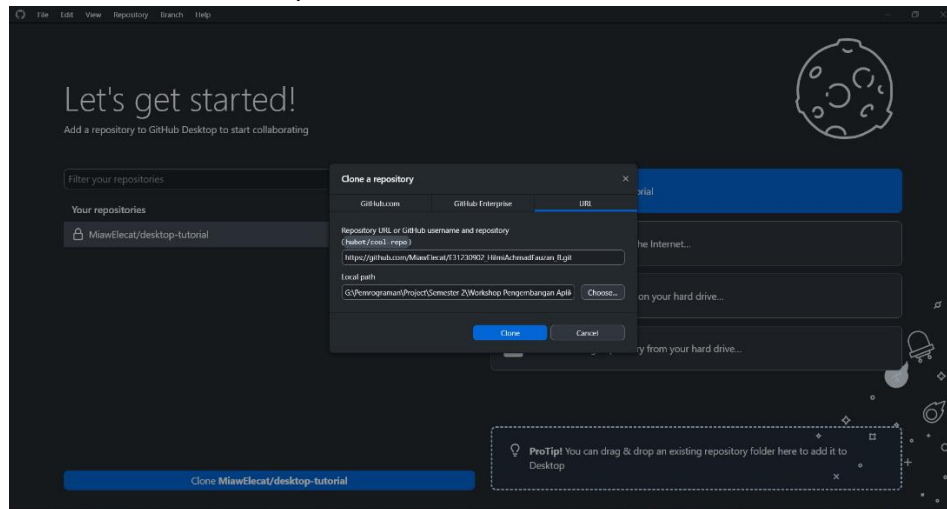 File Edit View Repository Branch Help
Let's get started!
Add a repository to GitHub Desktop to start collaborating
Filter your repositories
Your repositories
MiawElecat/desktop-tutorial
Clone MiawElecat/desktop-tutorial
Clone a repository
GitHub.com GitHub Enterprise URL
Repository URL or GitHub username and repository
(hubot/cool-repo)
https://github.com/MiawElecat/E31230902_HilmiAchmadFauzan_B.git
Local path
G:\Pemrograman\Project\Semester 2\Workshop Pengembangan Aplik
Choose...
Clone Cancel
orial
he Internet...
on your hard drive...
ry from your hard drive...
ProTip! You can drag & drop an existing repository folder here to add it to
Desktop